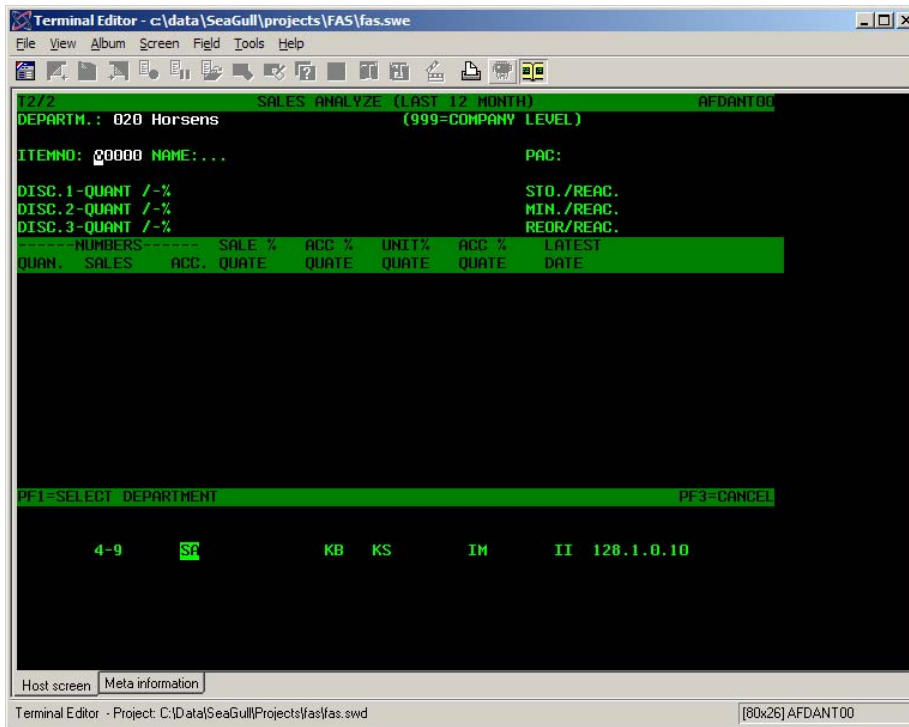 Terminal Editor - c:\data\SeaGull\projects\FAS\fas.swe
File View Album Screen Field Tools Help
T2/2 SALES ANALYZE (LAST 12 MONTH) AFDANT00
DEPARTM.: 020 Horsens (999=COMPANY LEVEL)
ITEMNO: 00000 NAME:... PAC:
DISC.1-QUANT /-% STO./REAC.
DISC.2-QUANT /-% MIN./REAC.
DISC.3-QUANT /-% REOR/REAC.
------NUMBERS------ SALE % ACC % UNIT% ACC % LATEST
QUAN. SALES ACC. QUATE QUATE QUATE QUATE DATE
PF1=SELECT DEPARTMENT PF3=CANCEL
4-9 SA KB KS IM II 128.1.0.10
Host screen Meta information
Terminal Editor - Project: C:\Data\SeaGull\Projects\fas\fas.swd [80x26] AFDANT00